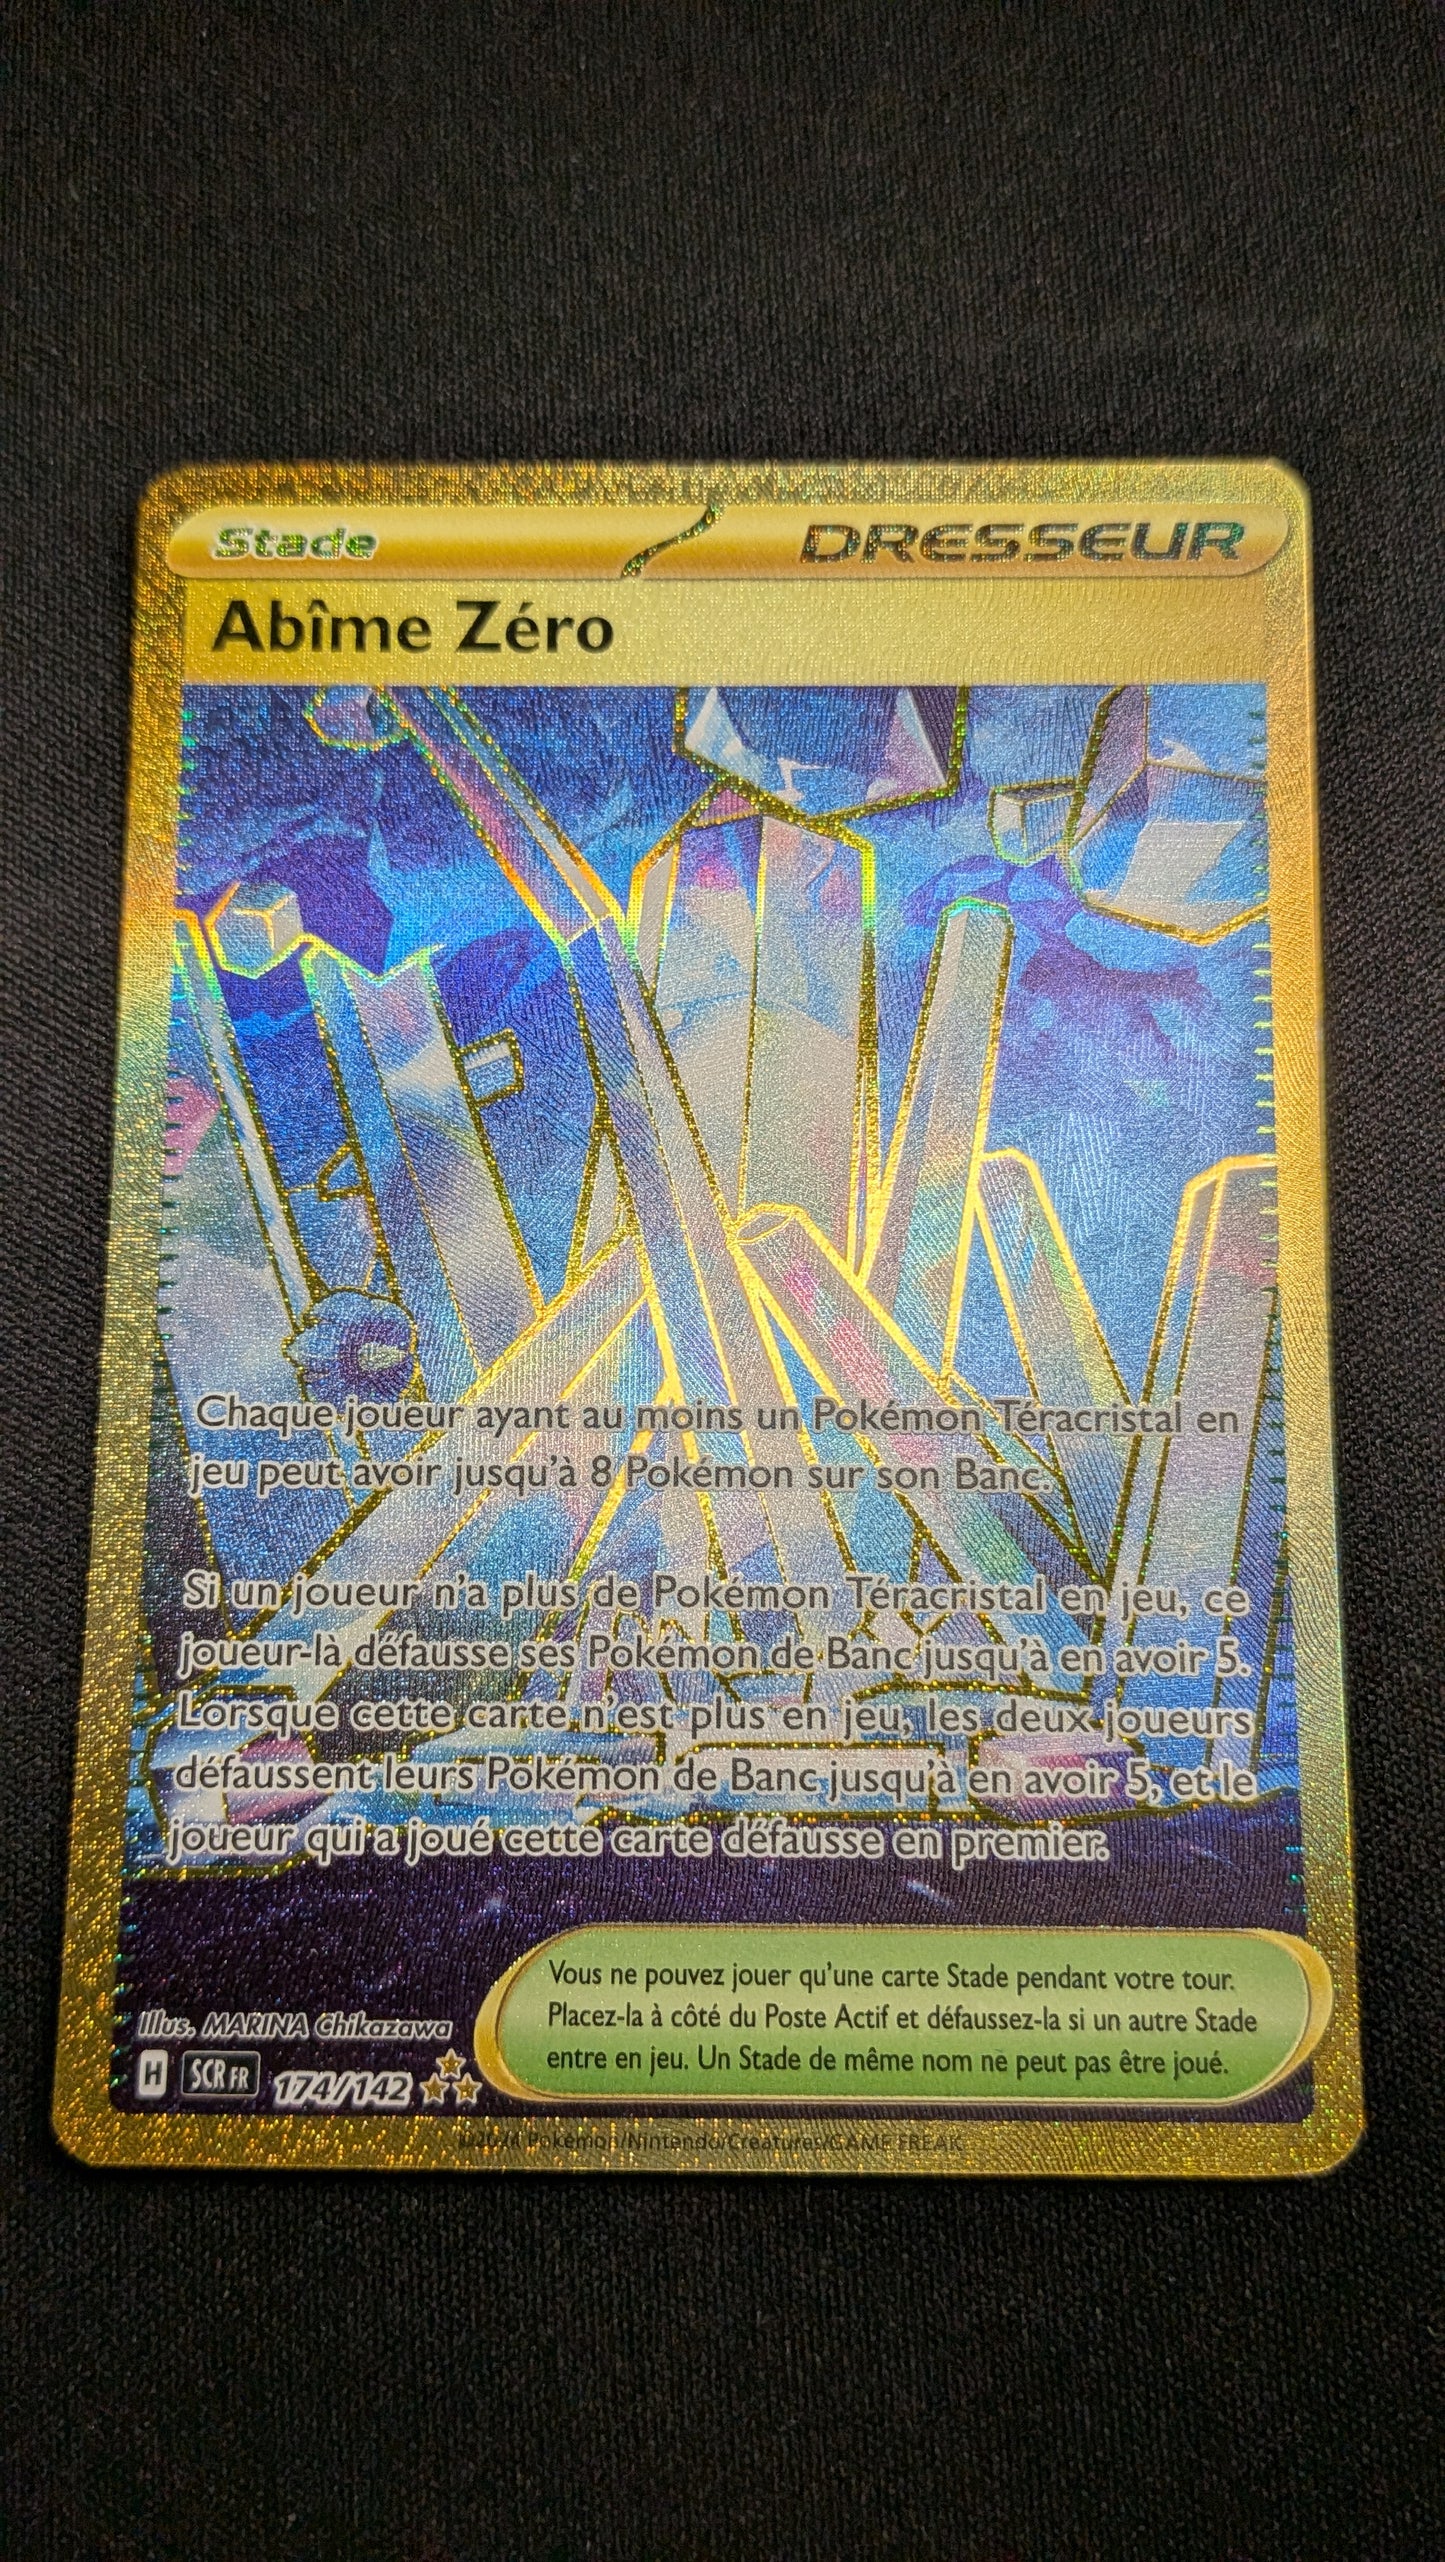 Stade
DRESSEUR
Abîme Zéro
Chaque joueur ayant au moins un Pokémon Téracristal en
jeu peut avoir jusqu'à 8 Pokémon sur son Banc.
Si un joueur n'a plus de Pokémon Téracristal en jeu, ce
joueur-là défausse ses Pokémon de Banc jusqu'à en avoir 5.
Lorsque cette carte n'est plus en jeu, les deux joueurs
défaussent leurs Pokémon de Banc jusqu'à en avoir 5, et le
joueur qui a joué cette carte défausse en premier.
Vous ne pouvez jouer qu'une carte Stade pendant votre tour.
Placez-la à côté du Poste Actif et défaussez-la si un autre Stade
entre en jeu. Un Stade de même nom ne peut pas être joué.
Illus. MARINA Chikazawa
H SCR FR 174/142
©2024 Pokémon/Nintendo/Creatures/GAME FREAK